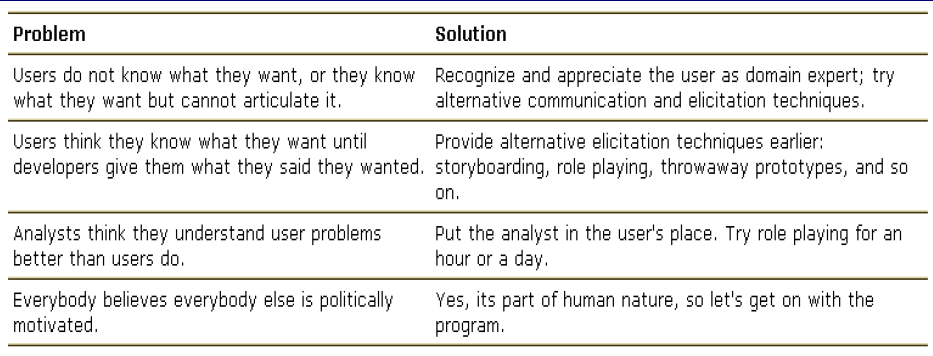 Problem Solution
Users do not know what they want, or they know
what they want but cannot articulate it.
Recognize and appreciate the user as domain expert; try
alternative communication and elicitation techniques.
Users think they know what they want until
developers give them what they said they wanted.
Provide alternative elicitation techniques earlier:
storyboarding, role playing, throwaway prototypes, and so
on.
Analysts think they understand user problems
better than users do.
Put the analyst in the user's place. Try role playing for an
hour or a day.
Everybody believes everybody else is politically
motivated.
Yes, its part of human nature, so let's get on with the
program.